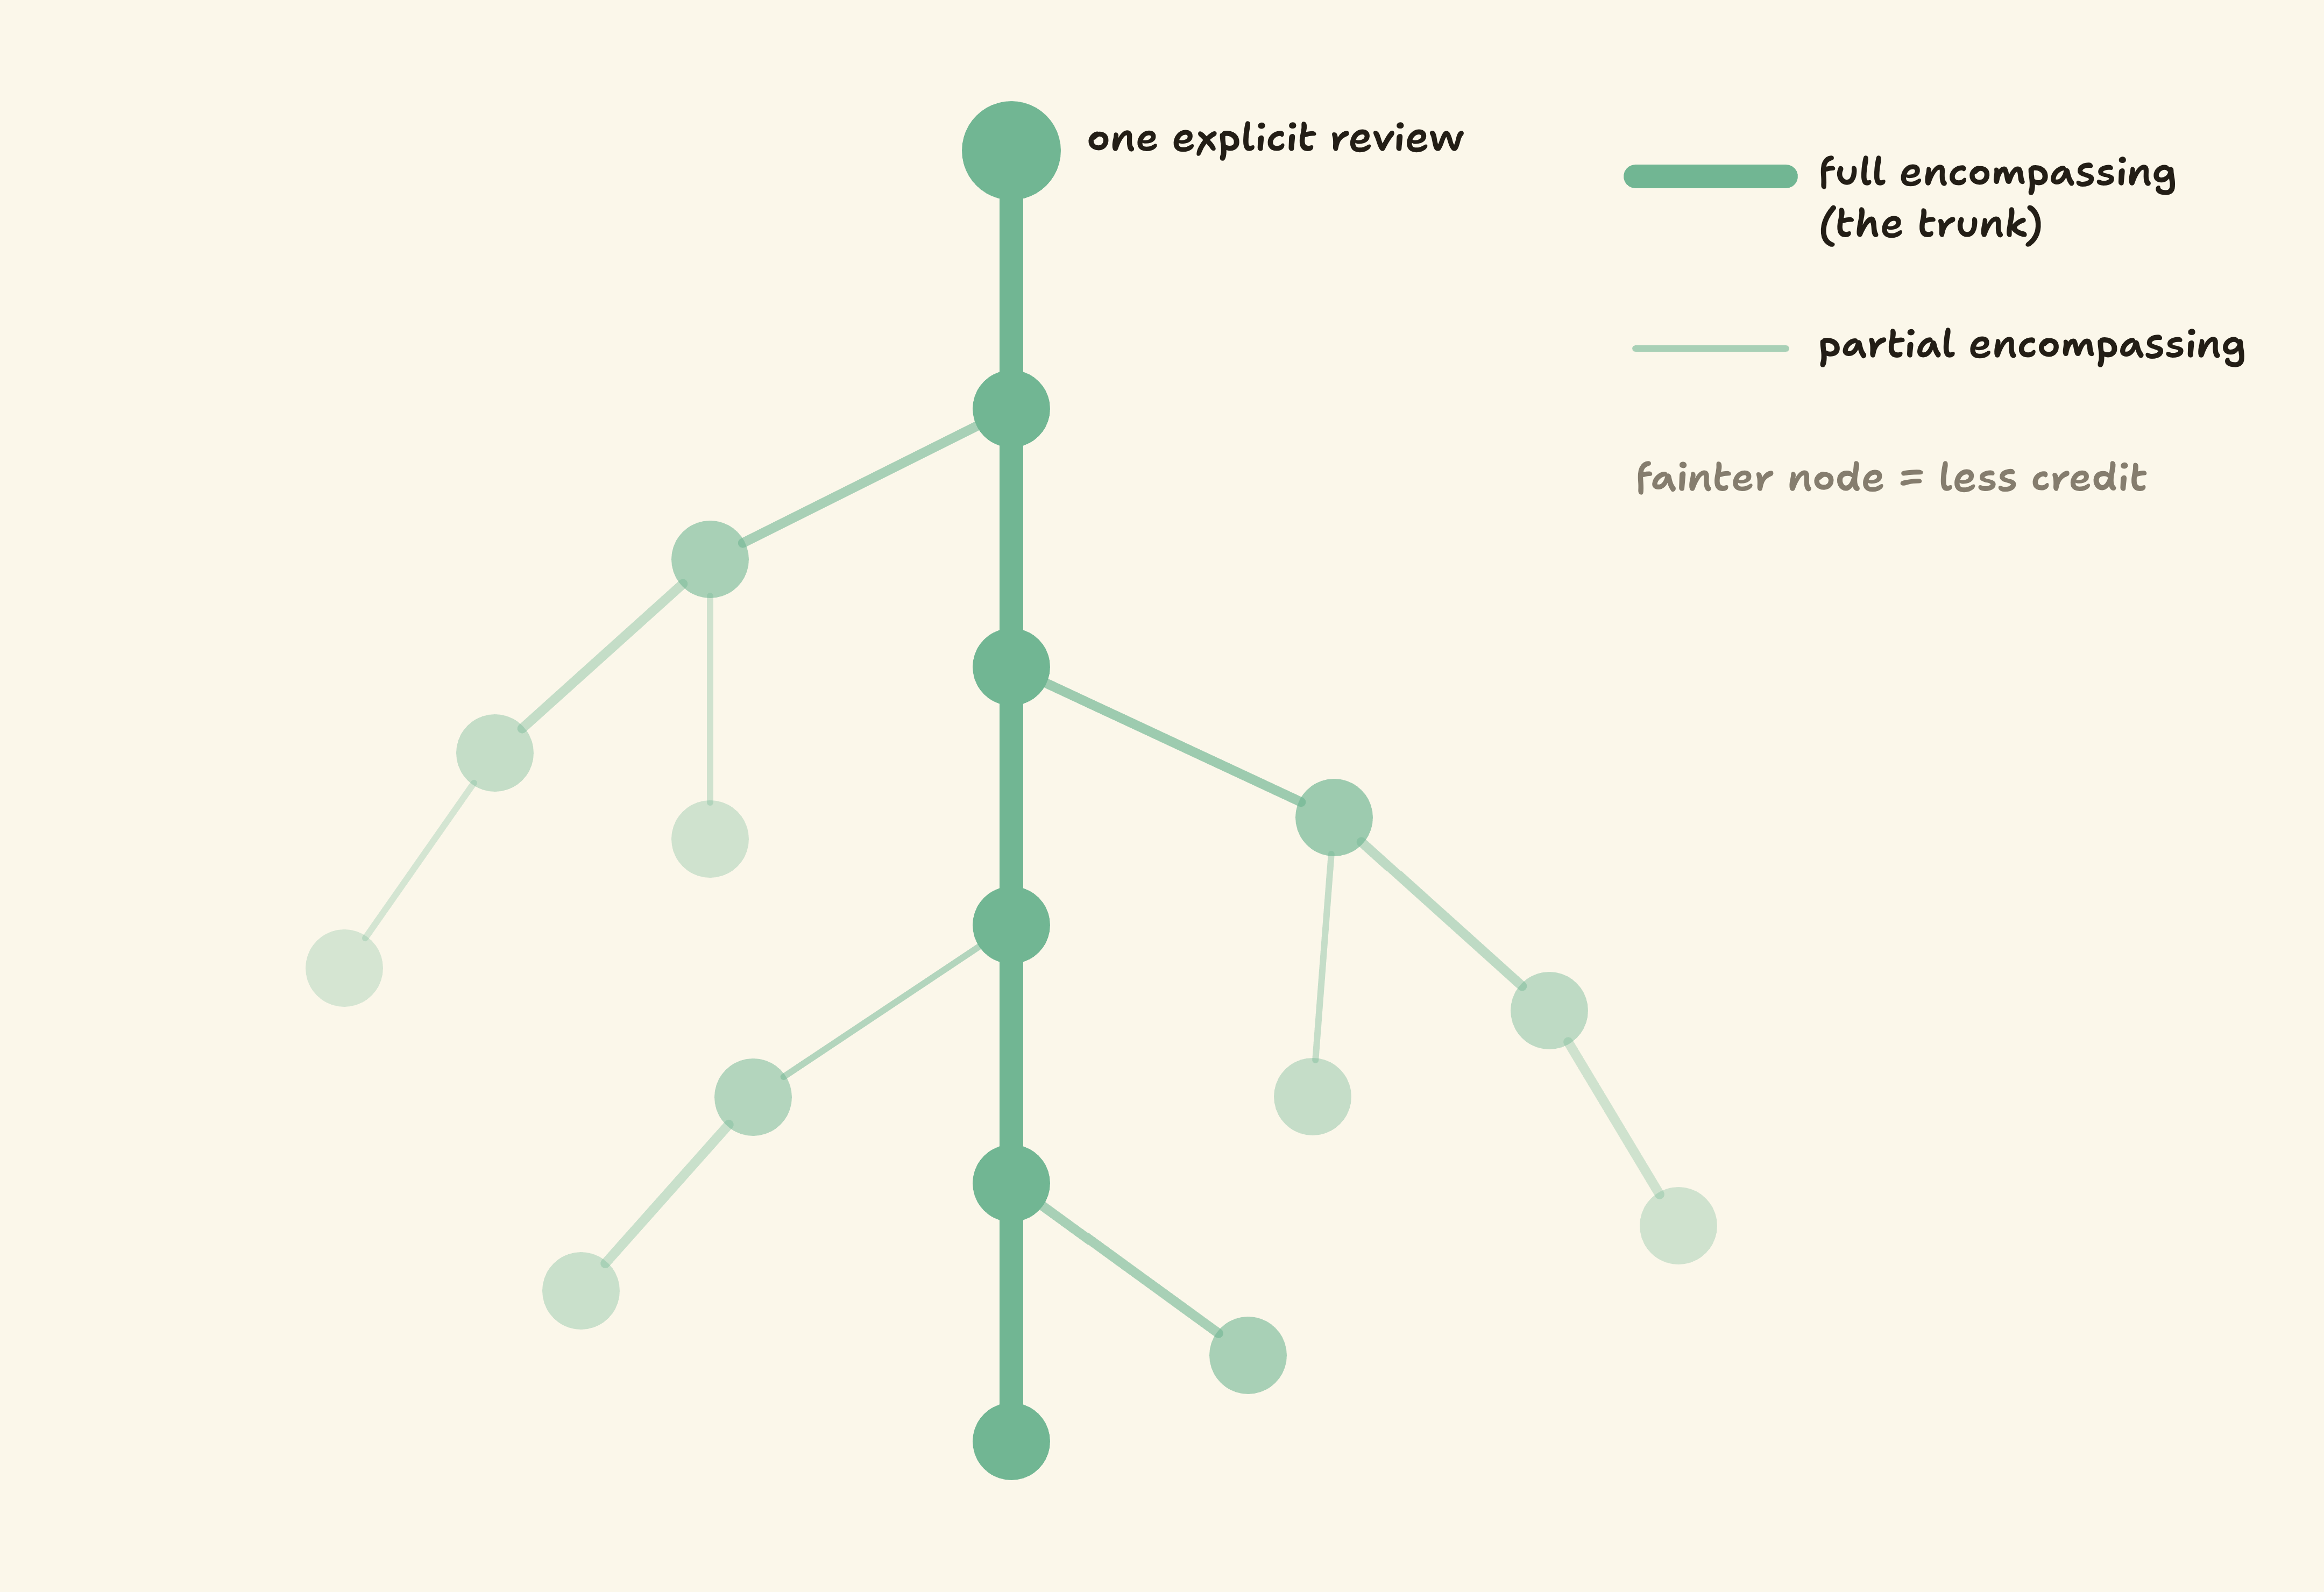 one explicit review
full encompassing
(the trunk)
partial encompassing
fainter node = less credit